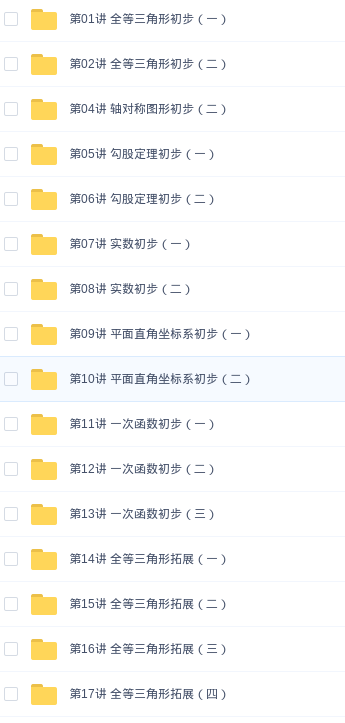 第01讲 全等三角形初步（一）
第02讲 全等三角形初步（二）
第04讲 轴对称图形初步（二）
第05讲 勾股定理初步（一）
第06讲 勾股定理初步（二）
第07讲 实数初步（一）
第08讲 实数初步（二）
第09讲 平面直角坐标系初步（一）
第10讲 平面直角坐标系初步（二）
第11讲 一次函数初步（一）
第12讲 一次函数初步（二）
第13讲 一次函数初步（三）
第14讲 全等三角形拓展（一）
第15讲 全等三角形拓展（二）
第16讲 全等三角形拓展（三）
第17讲 全等三角形拓展（四）